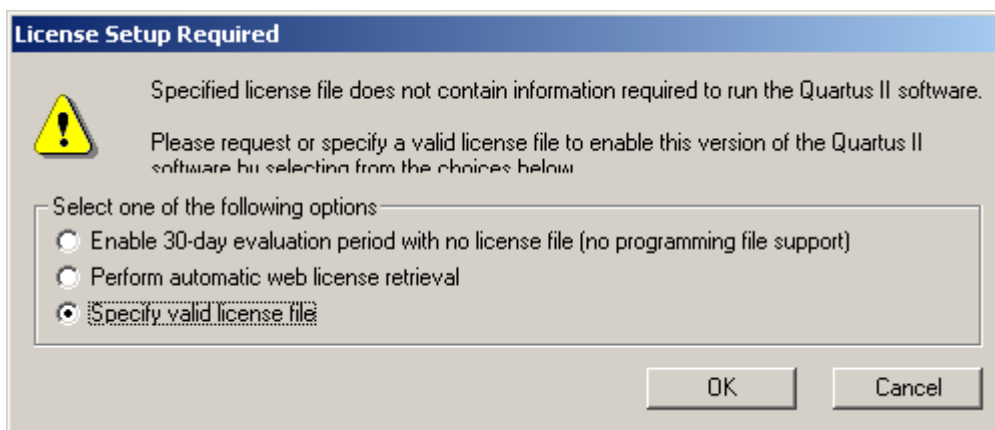 License Setup Required
Specified license file does not contain information required to run the Quartus II software.
Please request or specify a valid license file to enable this version of the Quartus II
software by selecting from the choices below.
Select one of the following options
Enable 30-day evaluation period with no license file (no programming file support)
Perform automatic web license retrieval
Specify valid license file
OK
Cancel